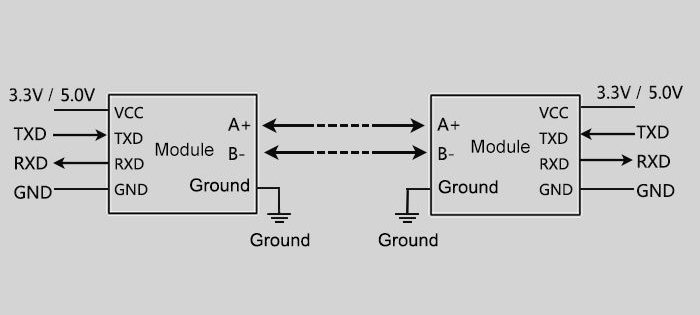 3.3V / 5.0V
TXD
RXD
GND
VCC
TXD
RXD
GND
Module
A+
B-
Ground
Ground
A+
B-
Ground
Ground
Module
VCC
TXD
RXD
GND
3.3V / 5.0V
TXD
RXD
GND